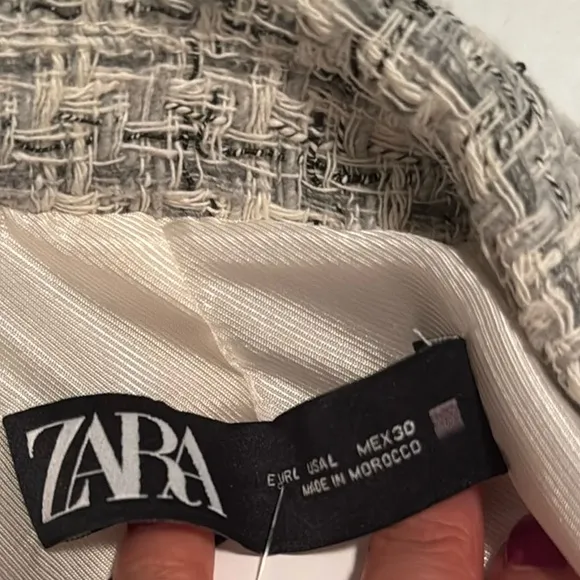 ZARA
EUR L USA L MEX 30
MADE IN MOROCCO